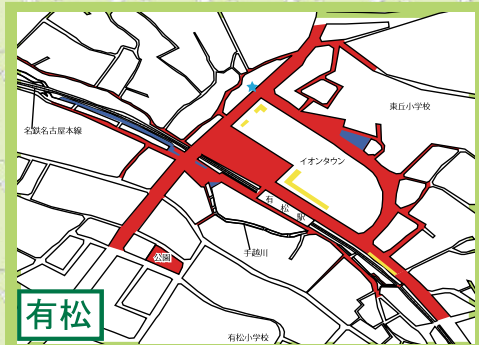 東丘小学校
名鉄名古屋本線
イオンタウン
有松駅
手越川
公園
有松
有松小学校